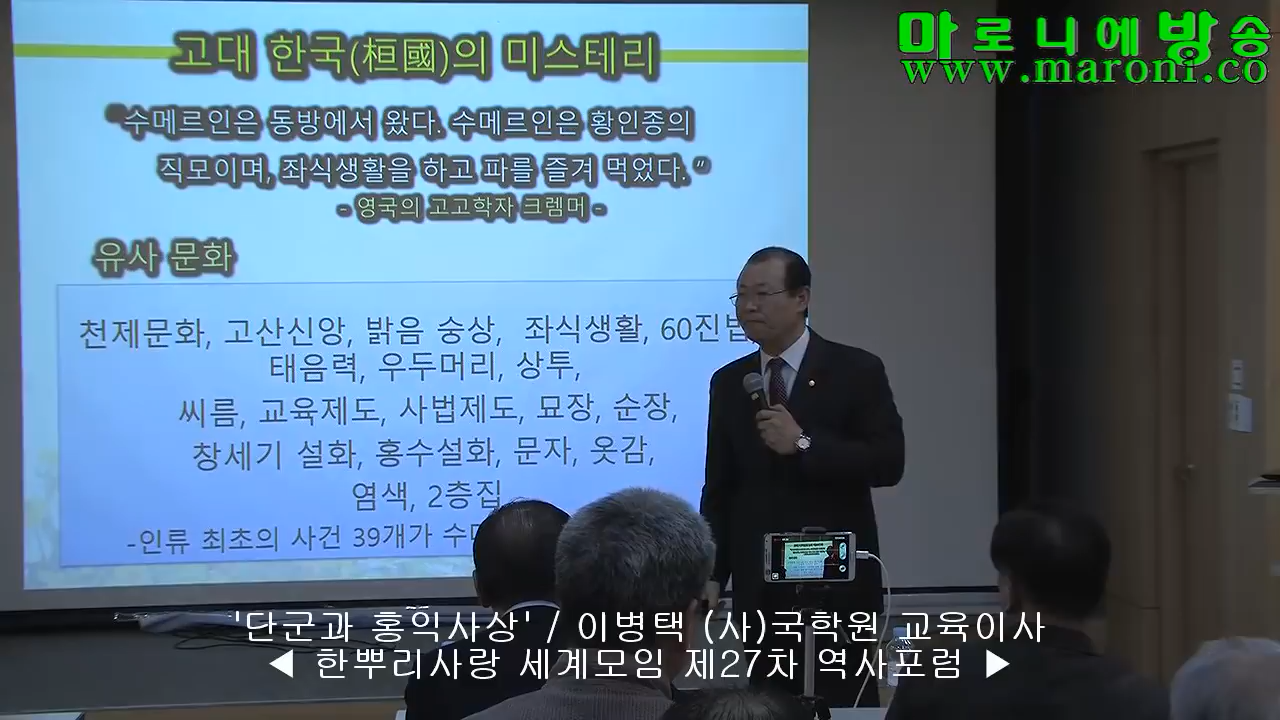 마로니에방송
www.maroni.co
고대 한국(桓國)의 미스테리
"수메르인은 동방에서 왔다. 수메르인은 황인종의
직모이며, 좌식생활을 하고 파를 즐겨 먹었다."
- 영국의 고고학자 크렘머 -
유사 문화
천제문화, 고산신앙, 밝음 숭상, 좌식생활, 60진법
태음력, 우두머리, 상투,
씨름, 교육제도, 사법제도, 묘장, 순장,
창세기 설화, 홍수설화, 문자, 옷감,
염색, 2층집
-인류 최초의 사건 39개가
'단군과 홍익사상' / 이병택 (사)국학원 교육이사
◀ 한뿌리사랑 세계모임 제27차 역사포럼 ▶